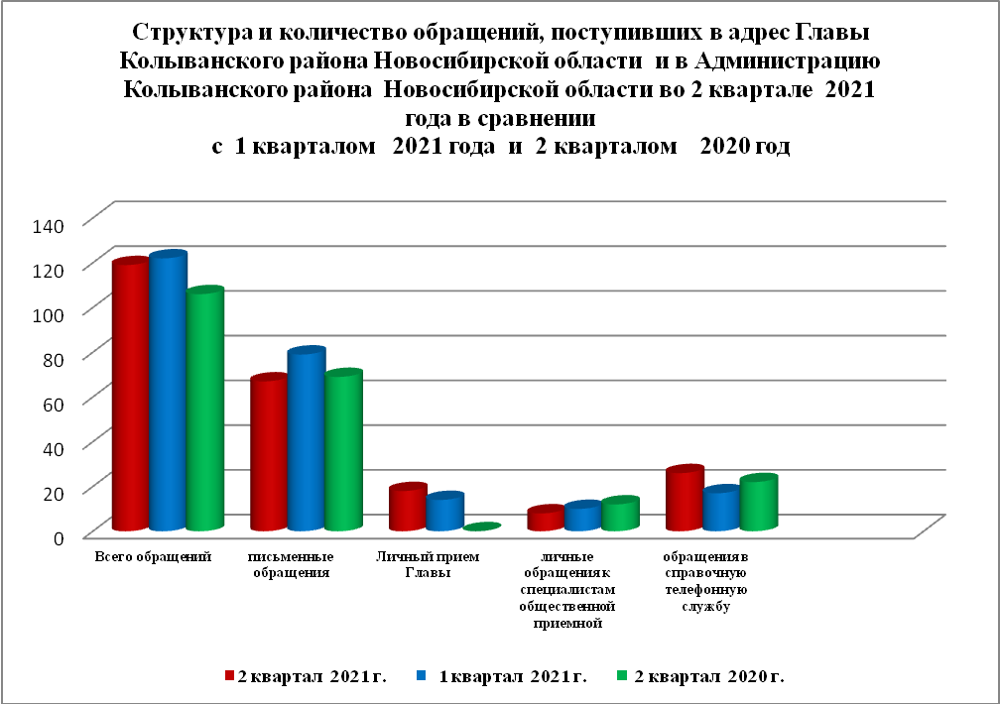 Структура и количество обращений, поступивших в адрес Главы
Колыванского района Новосибирской области и в Администрацию
Колыванского района Новосибирской области во 2 квартале 2021
года в сравнении
с 1 кварталом 2021 года и 2 кварталом 2020 год
140
120
100
80
60
40
20
0
Всего обращений
письменные
обращения
Личный прием
Главы
личные
обращения к
специалистам
общественной
приемной
обращения в
справочную
телефонную
службу
2 квартал 2021 г.
1 квартал 2021 г.
2 квартал 2020 г.